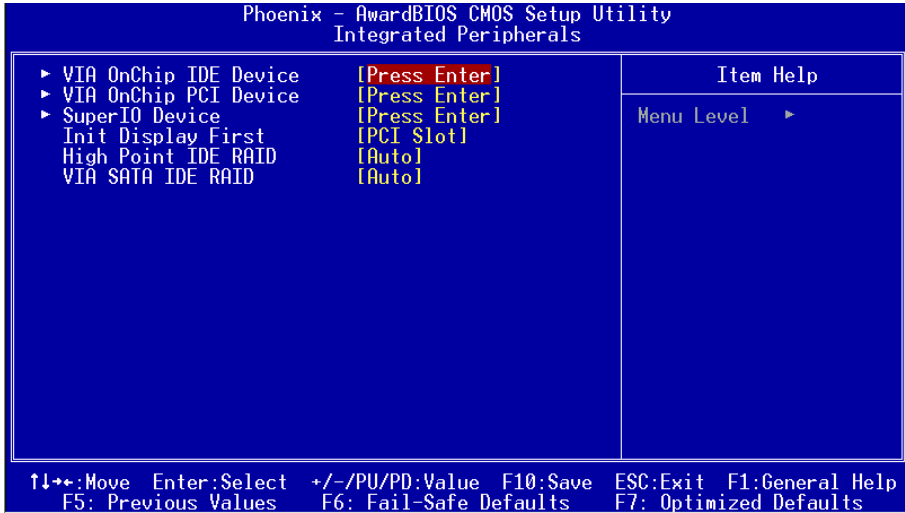 Phoenix - AwardBIOS CMOS Setup Utility
Integrated Peripherals
► VIA OnChip IDE Device [Press Enter]
► VIA OnChip PCI Device [Press Enter]
► SuperIO Device [Press Enter]
Init Display First [PCI Slot]
High Point IDE RAID [Auto]
VIA SATA IDE RAID [Auto]
Item Help
Menu Level ►
↑↓→←:Move Enter:Select +/-/PU/PD:Value F10:Save ESC:Exit F1:General Help
F5: Previous Values F6: Fail-Safe Defaults F7: Optimized Defaults